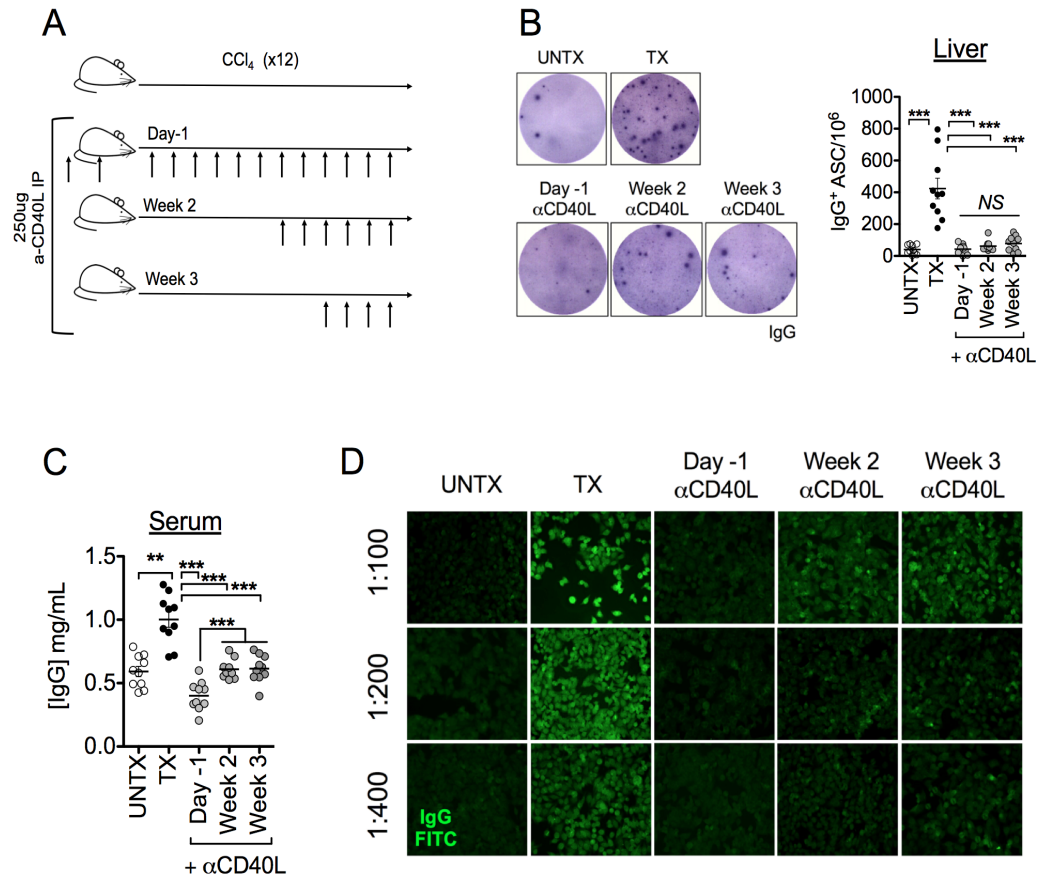 A
CCl4 (x12)
250ug
a-CD40L IP
Day-1
Week 2
Week 3
B
UNTX
TX
Day -1
αCD40L
Week 2
αCD40L
Week 3
αCD40L
IgG
Liver
IgG+ ASC/10^6
1000
800
600
400
200
0
***
***
***
***
NS
UNTX
TX
Day -1
Week 2
Week 3
+ αCD40L
C
Serum
[IgG] mg/mL
1.5
1.0
0.5
0.0
**
***
***
***
***
UNTX
TX
Day -1
Week 2
Week 3
+ αCD40L
D
UNTX
TX
Day -1
αCD40L
Week 2
αCD40L
Week 3
αCD40L
1:100
1:200
1:400
IgG
FITC